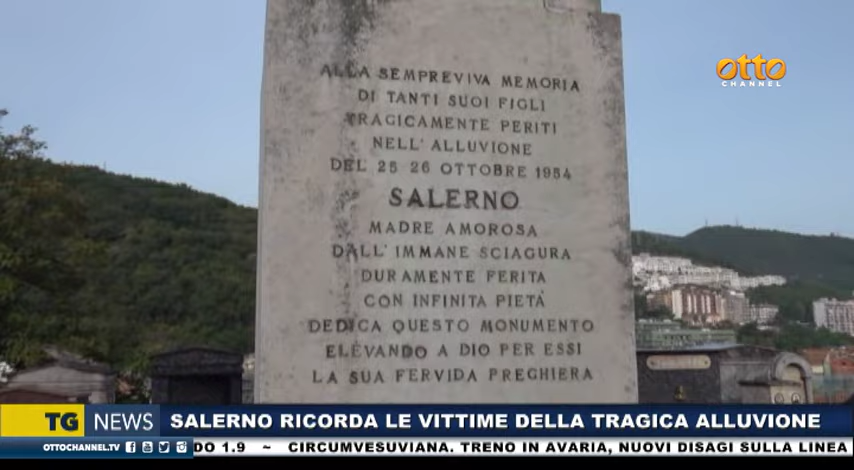 otto
CHANNEL
ALLA SEMPREVIVA MEMORIA
DI TANTI SUOI FIGLI
TRAGICAMENTE PERITI
NELL' ALLUVIONE
DEL 25 26 OTTOBRE 1954
SALERNO
MADRE AMOROSA
DALL' IMMANE SCIAGURA
DURAMENTE FERITA
CON INFINITA PIETÀ
DEDICA QUESTO MONUMENTO
ELEVANDO A DIO PER ESSI
LA SUA FERVIDA PREGHIERA
TG NEWS SALERNO RICORDA LE VITTIME DELLA TRAGICA ALLUVIONE
OTTOCHANNEL.TV DO 1.9 ~ CIRCUMVESUVIANA. TRENO IN AVARIA, NUOVI DISAGI SULLA LINEA